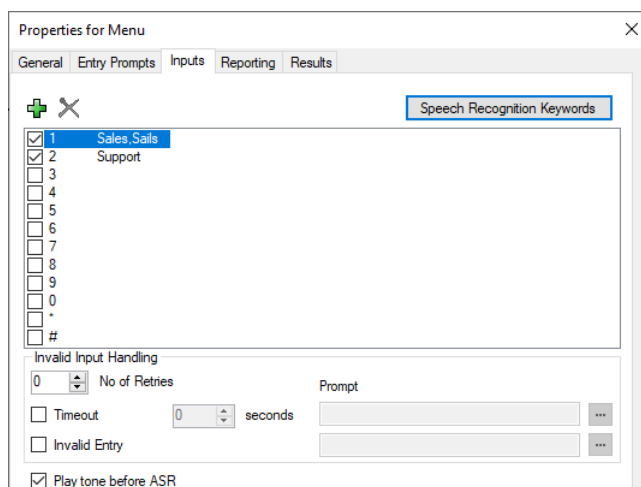 Properties for Menu
General Entry Prompts Inputs Reporting Results
Speech Recognition Keywords
1 Sales,Sails
2 Support
3
4
5
6
7
8
9
0
*
#
Invalid Input Handling
0 No of Retries Prompt
Timeout 0 seconds ...
Invalid Entry ...
Play tone before ASR